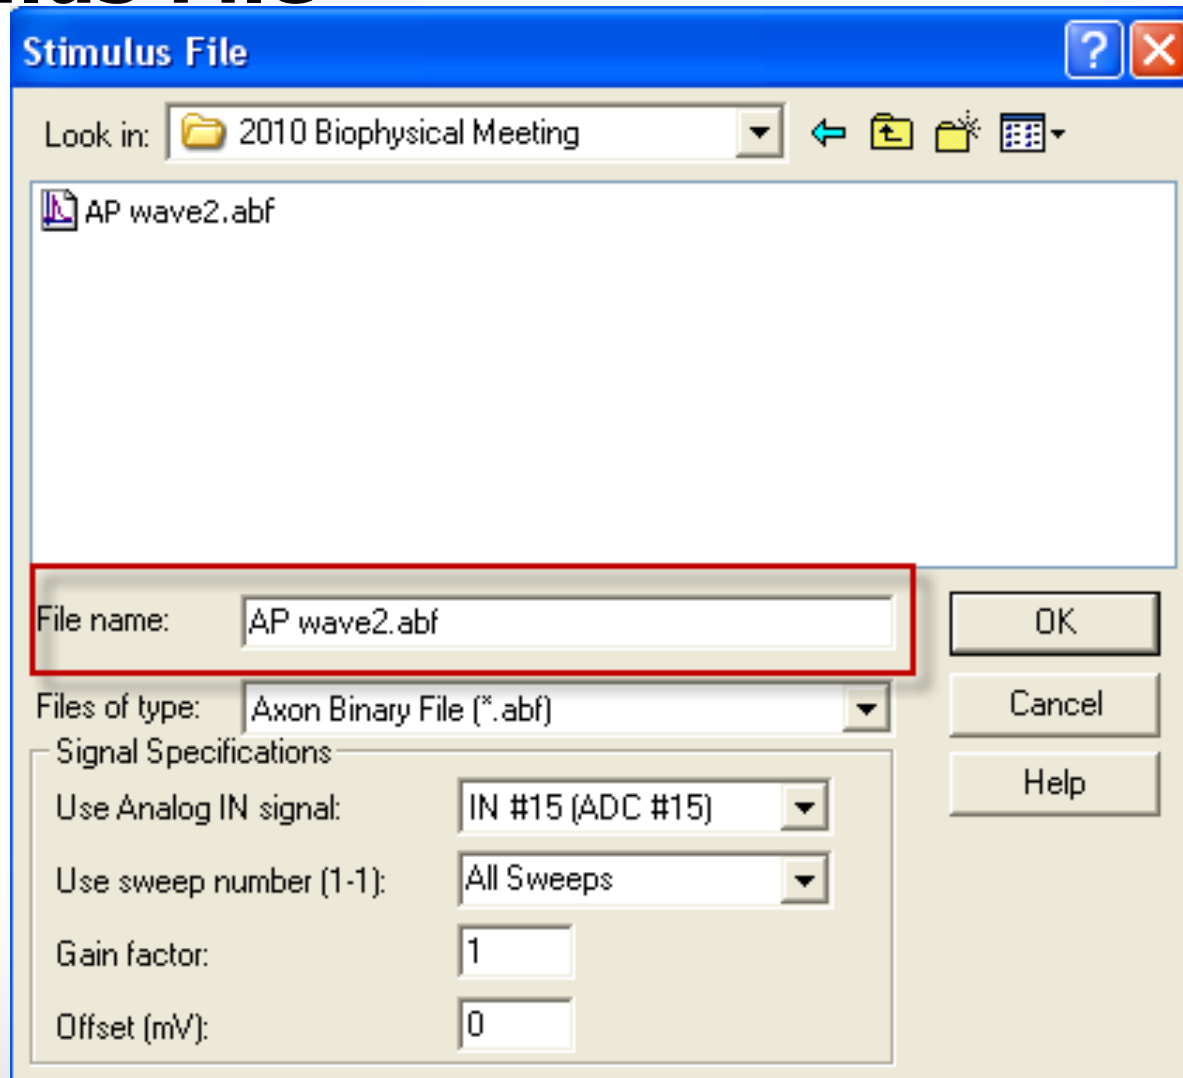 Stimulus File
Look in: 2010 Biophysical Meeting
AP wave2.abf
File name: AP wave2.abf
OK
Files of type: Axon Binary File (*.abf)
Cancel
Signal Specifications
Help
Use Analog IN signal: IN #15 (ADC #15)
Use sweep number (1-1): All Sweeps
Gain factor: 1
Offset (mV): 0